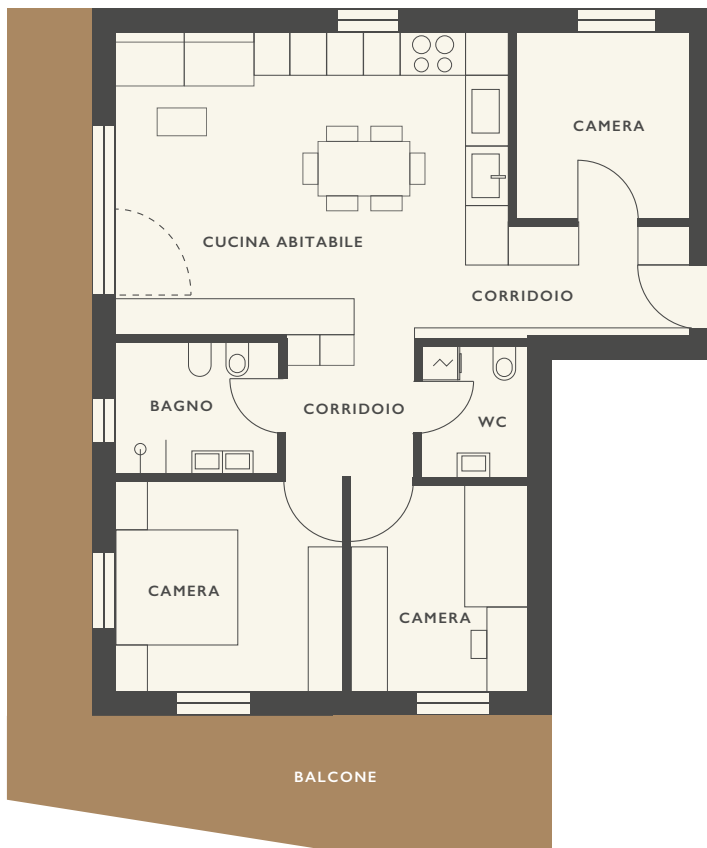 CAMERA
CUCINA ABITABILE
CORRIDOIO
BAGNO
CORRIDOIO
WC
CAMERA
CAMERA
BALCONE